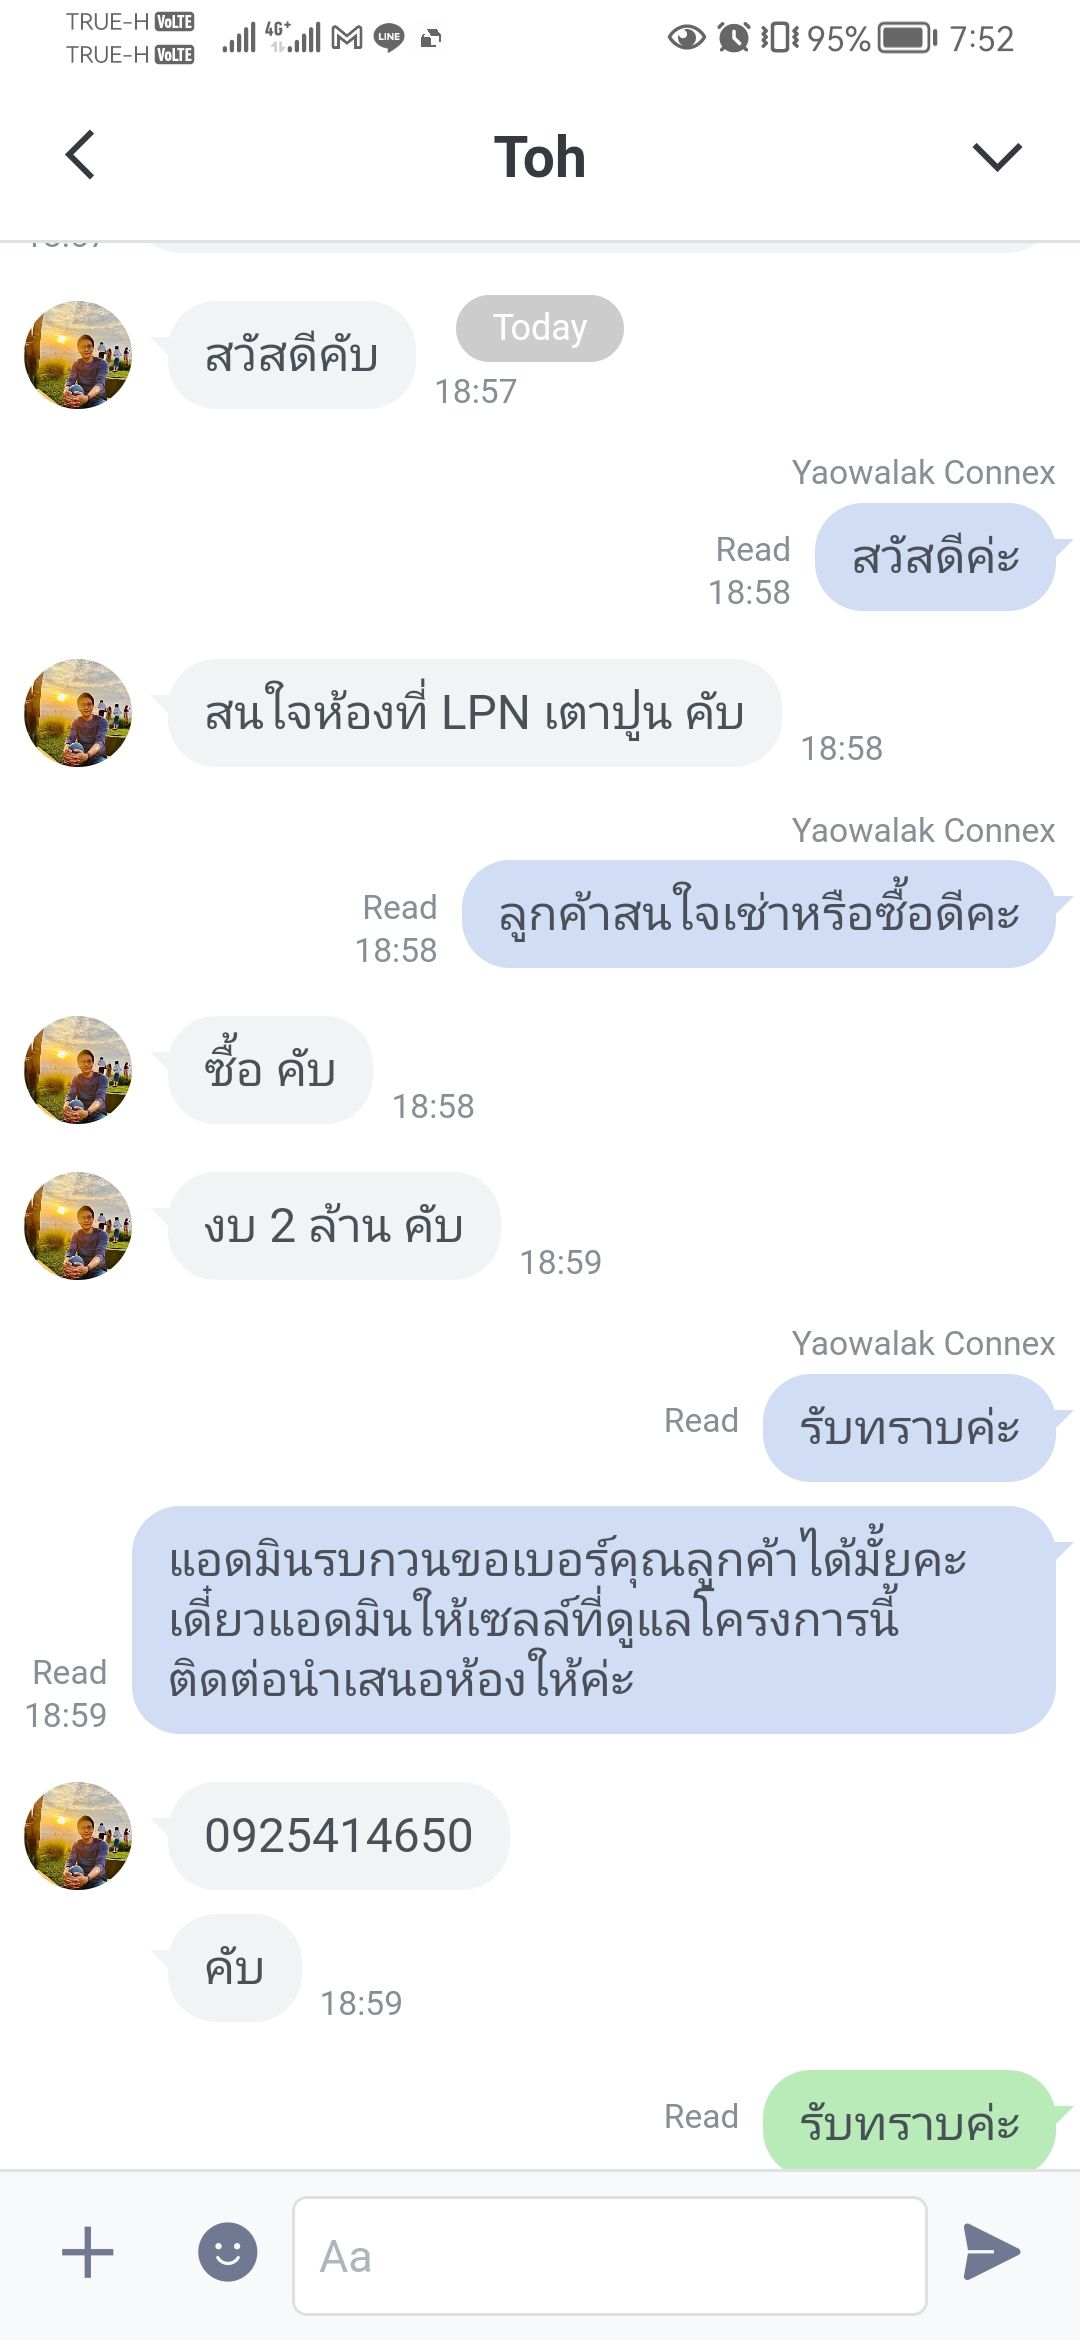 TRUE-H VoLTE
TRUE-H VoLTE
4G+
LINE
95%
7:52
Toh
Today
สวัสดีคับ
18:57
Yaowalak Connex
Read
18:58
สวัสดีค่ะ
สนใจห้องที่ LPN เตาปูน คับ
18:58
Yaowalak Connex
Read
18:58
ลูกค้าสนใจเช่าหรือซื้อดีคะ
ซื้อ คับ
18:58
งบ 2 ล้าน คับ
18:59
Yaowalak Connex
Read
รับทราบค่ะ
แอดมินรบกวนขอเบอร์คุณลูกค้าได้มั้ยคะ
เดี๋ยวแอดมินให้เซลล์ที่ดูแลโครงการนี้
ติดต่อนำเสนอห้องให้ค่ะ
Read
18:59
0925414650
คับ
18:59
Read
รับทราบค่ะ
Aa